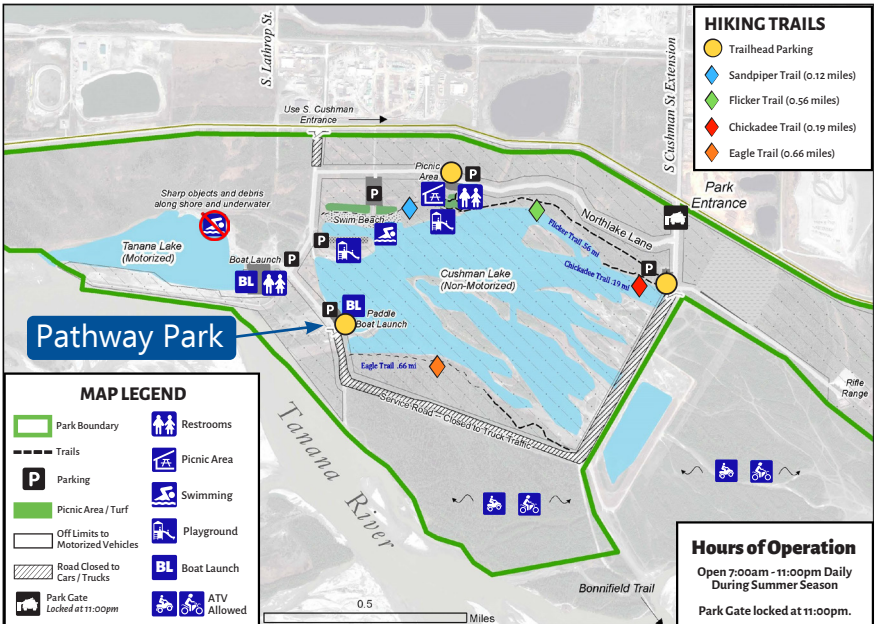 HIKING TRAILS
Trailhead Parking
Sandpiper Trail (0.12 miles)
Flicker Trail (0.56 miles)
Chickadee Trail (0.19 miles)
Eagle Trail (0.66 miles)
S. Lathrop St.
S Cushman St Extension
Use S. Cushman
Entrance
Park
Entrance
Picnic
Area
P
P
Sharp objects and debris
along shore and underwater
Swim Beach
Northlake Lane
Flicker Trail .56 mi
Tanana Lake
(Motorized)
P
Boat Launch
P
BL
Cushman Lake
(Non-Motorized)
Chickadee Trail .19 mi
P
P
BL
Paddle
Boat Launch
Pathway Park
Eagle Trail .66 mi
Service Road -- Closed to Truck Traffic
Rifle
Range
Tanana River
Bonnifield Trail
MAP LEGEND
Park Boundary
Trails
P
Parking
Picnic Area / Turf
Off Limits to
Motorized Vehicles
Road Closed to
Cars / Trucks
Park Gate
Locked at 11:00pm
Restrooms
Picnic Area
Swimming
Playground
BL
Boat Launch
ATV
Allowed
0.5
Miles
Hours of Operation
Open 7:00am - 11:00pm Daily
During Summer Season
Park Gate locked at 11:00pm.